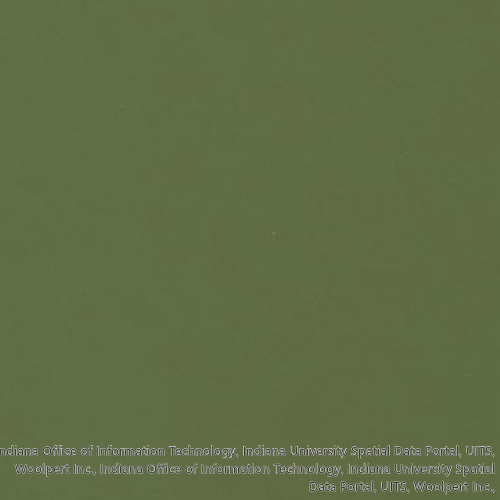 ndiana Office of Information Technology, Indiana University Spatial Data Portal, UITS,
Woolpert Inc., Indiana Office of Information Technology, Indiana University Spatial
Data Portal, UITS, Woolpert Inc.,